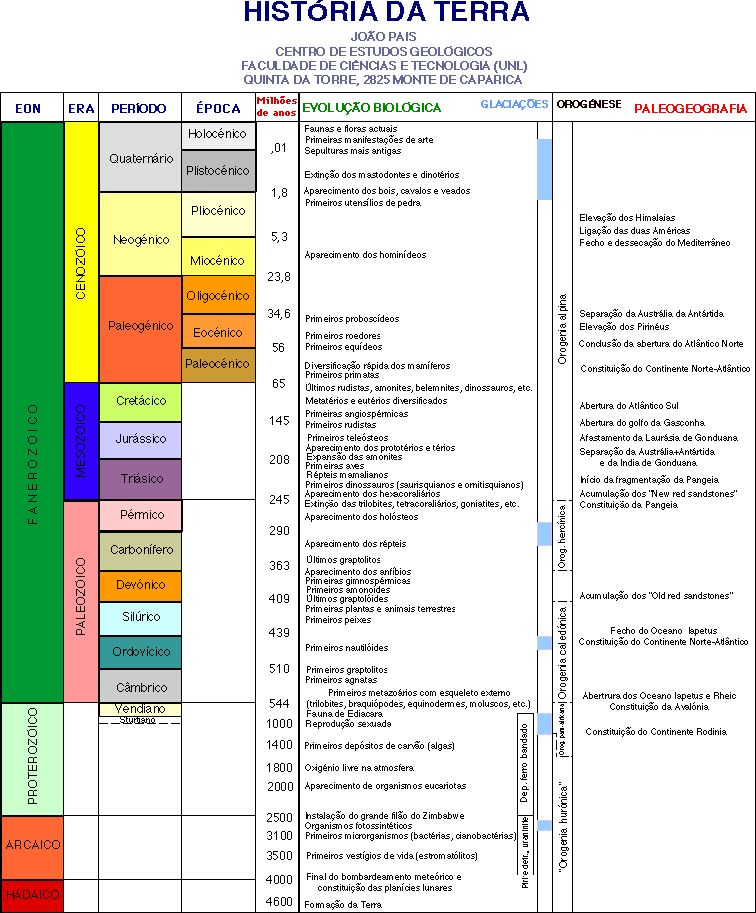 HISTÓRIA DA TERRA
JOÃO PAIS
CENTRO DE ESTUDOS GEOLÓGICOS
FACULDADE DE CIÊNCIAS E TECNOLOGIA (UNL)
QUINTA DA TORRE, 2825 MONTE DE CAPARICA
EON
ERA
PERÍODO
ÉPOCA
Milhões
de anos
EVOLUÇÃO BIOLÓGICA
GLACIAÇÕES
OROGÉNESE
PALEOGEOGRAFIA
FANEROZÓICO
PROTEROZÓICO
ARCAICO
HADAICO
CENOZÓICO
MESOZÓICO
PALEOZÓICO
Quaternário
Neogénico
Paleogénico
Cretácico
Jurássico
Triásico
Pérmico
Carbonífero
Devónico
Silúrico
Ordovícico
Câmbrico
Vendiano
Sturtiano
Holocénico
Plistocénico
Pliocénico
Miocénico
Oligocénico
Eocénico
Paleocénico
,01
1,8
5,3
23,8
34,6
56
65
145
208
245
290
363
409
439
510
544
1000
1400
1800
2000
2500
3100
3500
4000
4600
Faunas e floras actuais
Primeiras manifestações de arte
Sepulturas mais antigas
Extinção dos mastodontes e dinotérios
Aparecimento dos bois, cavalos e veados
Primeiros utensílios de pedra
Aparecimento dos hominídeos
Primeiros proboscídeos
Primeiros roedores
Primeiros equídeos
Diversificação rápida dos mamíferos
Primeiros primatas
Últimos rudistas, amonites, belemnites, dinossauros, etc.
Metatérios e eutérios diversificados
Primeiras angiospérmicas
Primeiros rudistas
Primeiros teleósteos
Aparecimento dos prototérios e térios
Expansão das amonites
Primeiras aves
Répteis mamalianos
Primeiros dinossauros (saurisquianos e ornitisquianos)
Aparecimento dos hexacoraliários
Extinção das trilobites, tetracoraliários, goniatites, etc.
Aparecimento dos holósteos
Aparecimento dos répteis
Últimos graptolitos
Aparecimento dos anfíbios
Primeiras gimnospérmicas
Primeiros amonoides
Últimos graptolóides
Primeiras plantas e animais terrestres
Primeiros peixes
Primeiros nautilóides
Primeiros graptolitos
Primeiros agnatas
Primeiros metazoários com esqueleto externo
(trilobites, braquiópodes, equinodermes, moluscos, etc.)
Fauna de Ediacara
Reprodução sexuada
Primeiros depósitos de carvão (algas)
Oxigénio livre na atmosfera
Aparecimento de organismos eucariotas
Instalação do grande filão do Zimbabwe
Organismos fotossintéticos
Primeiros microrganismos (bactérias, cianobactérias)
Primeiros vestígios de vida (estromatólitos)
Final do bombardeamento meteórico e
constituição das planícies lunares
Formação da Terra
Dep. ferro bandado
Pirite detr., uraninite
Orogenia alpina
Orog. hercínica
Orogenia caledónica
Orog. pan-afrikana
"Orogenia hurónica"
Elevação dos Himalaias
Ligação das duas Américas
Fecho e dessecação do Mediterrâneo
Separação da Austrália da Antártida
Elevação dos Pirinéus
Conclusão da abertura do Atlântico Norte
Constituição do Continente Norte-Atlântico
Abertura do Atlântico Sul
Abertura do golfo da Gasconha
Afastamento da Laurásia de Gonduana
Separação da Austrália+Antártida
e da India de Gonduana
Início da fragmentação da Pangeia
Acumulação dos "New red sandstones"
Constituição da Pangeia
Acumulação dos "Old red sandstones"
Fecho do Oceano Iapetus
Constituição do Continente Norte-Atlântico
Abertura dos Oceano Iapetus e Rheic
Constituição da Avalónia
Constituição do Continente Rodinia